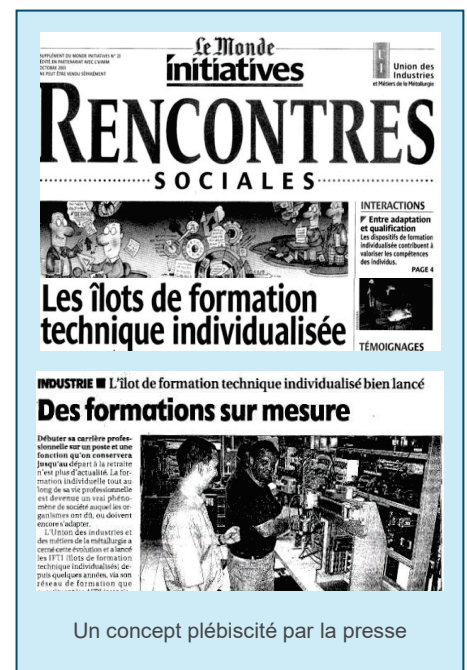 Le Monde
initiatives
SUPPLÉMENT DU MONDE INITIATIVES N° 23
ÉDITÉ EN PARTENARIAT AVEC L'UIMM
OCTOBRE 2003
NE PEUT ÊTRE VENDU SÉPARÉMENT
Union des
Industries
et Métiers de la Métallurgie
RENCONTRES
SOCIALES
INTERACTIONS
Entre adaptation
et qualification
Les dispositifs de formation
individualisée contribuent à
valoriser les compétences
des individus.
PAGE 4
Les îlots de formation
technique individualisée
TÉMOIGNAGES
INDUSTRIE ■ L'îlot de formation technique individualisé bien lancé
Des formations sur mesure
Débuter sa carrière profes-
sionnelle sur un poste et une
fonction qu'on conservera
jusqu'au départ à la retraite
n'est plus d'actualité. La for-
mation individuelle tout au
long de sa vie professionnelle
est devenue un vrai phéno-
mène de société auquel les or-
ganismes ont dû, ou doivent
encore s'adapter.
L'Union des industries et
des métiers de la métallurgie a
cerné cette évolution et a lancé
les IFTI (îlots de formation
technique individualisés) de-
puis quelques années, via son
réseau de formation que
Un concept plébiscité par la presse